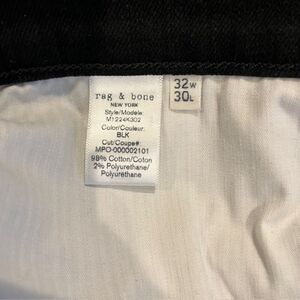 rag & bone
NEW YORK
Style/Modele:
M1224K302
Color/Couleur:
BLK
Cut/Coupe#
MPO-000002101
98% Cotton/Coton
2% Polyurethane/
Polyuréthane
32W
30L